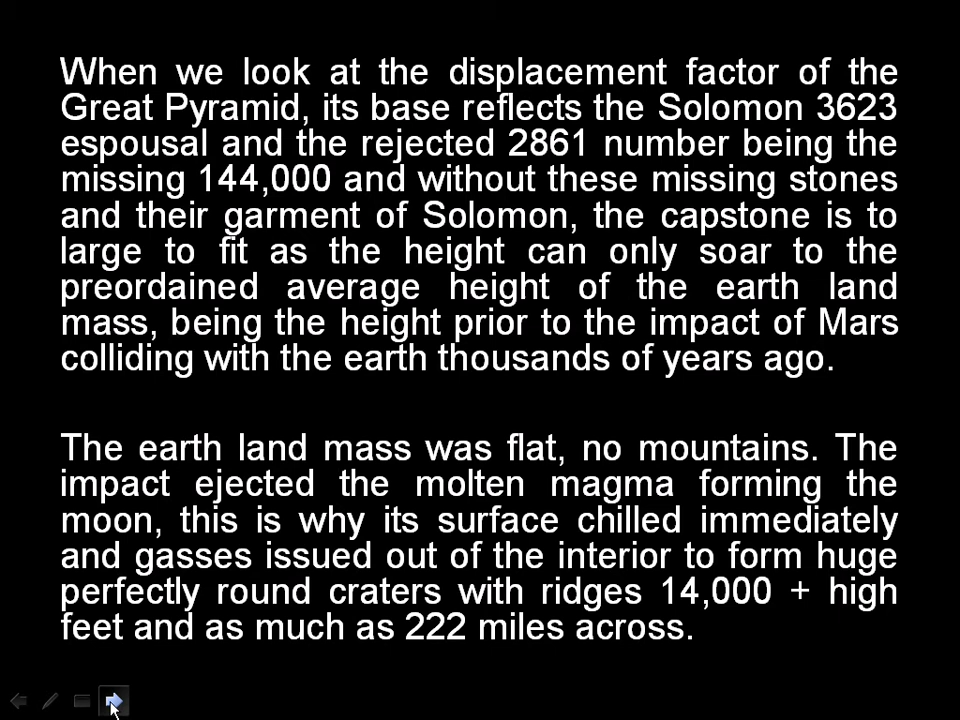 When we look at the displacement factor of the
Great Pyramid, its base reflects the Solomon 3623
espousal and the rejected 2861 number being the
missing 144,000 and without these missing stones
and their garment of Solomon, the capstone is to
large to fit as the height can only soar to the
preordained average height of the earth land
mass, being the height prior to the impact of Mars
colliding with the earth thousands of years ago.
The earth land mass was flat, no mountains. The
impact ejected the molten magma forming the
moon, this is why its surface chilled immediately
and gasses issued out of the interior to form huge
perfectly round craters with ridges 14,000 + high
feet and as much as 222 miles across.